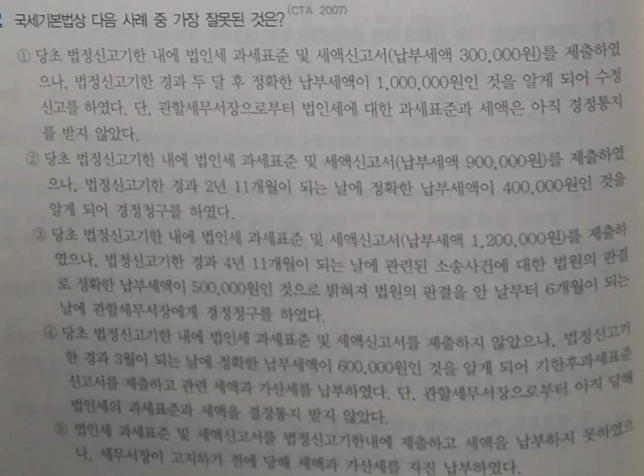 국세기본법상 다음 사례 중 가장 잘못된 것은?(CTA 2007)
① 당초 법정신고기한 내에 법인세 과세표준 및 세액신고서(납부세액 300,000원)를 제출하였
으나, 법정신고기한 경과 두 달 후 정확한 납부세액이 1,000,000원인 것을 알게 되어 수정
신고를 하였다. 단, 관할세무서장으로부터 법인세에 대한 과세표준과 세액은 아직 경정통지
를 받지 않았다.
② 당초 법정신고기한 내에 법인세 과세표준 및 세액신고서(납부세액 900,000원)를 제출하였
으나, 법정신고기한 경과 2년 11개월이 되는 날에 정확한 납부세액이 400,000원인 것을
알게 되어 경정청구를 하였다.
③ 당초 법정신고기한 내에 법인세 과세표준 및 세액신고서(납부세액 1,200,000원)를 제출하
였으나, 법정신고기한 경과 4년 11개월이 되는 날에 관련된 소송사건에 대한 법원의 판결
로 정확한 납부세액이 500,000원인 것으로 밝혀져 법원의 판결을 안 날부터 6개월이 되는
날에 관할세무서장에게 경정청구를 하였다.
④ 당초 법정신고기한 내에 법인세 과세표준 및 세액신고서를 제출하지 않았으나, 법정신고기
한 경과 3월이 되는 날에 정확한 납부세액이 600,000원인 것을 알게 되어 기한후과세표준
신고서를 제출하고 관련 세액과 가산세를 납부하였다. 단, 관할세무서장으로부터 아직 당해
법인세의 과세표준과 세액을 결정통지 받지 않았다.
⑤ 법인세 과세표준 및 세액신고서를 법정신고기한내에 제출하고 세액을 납부하지 못하였으
나, 세무서장이 고지하기 전에 당해 세액과 가산세를 자진 납부하였다.